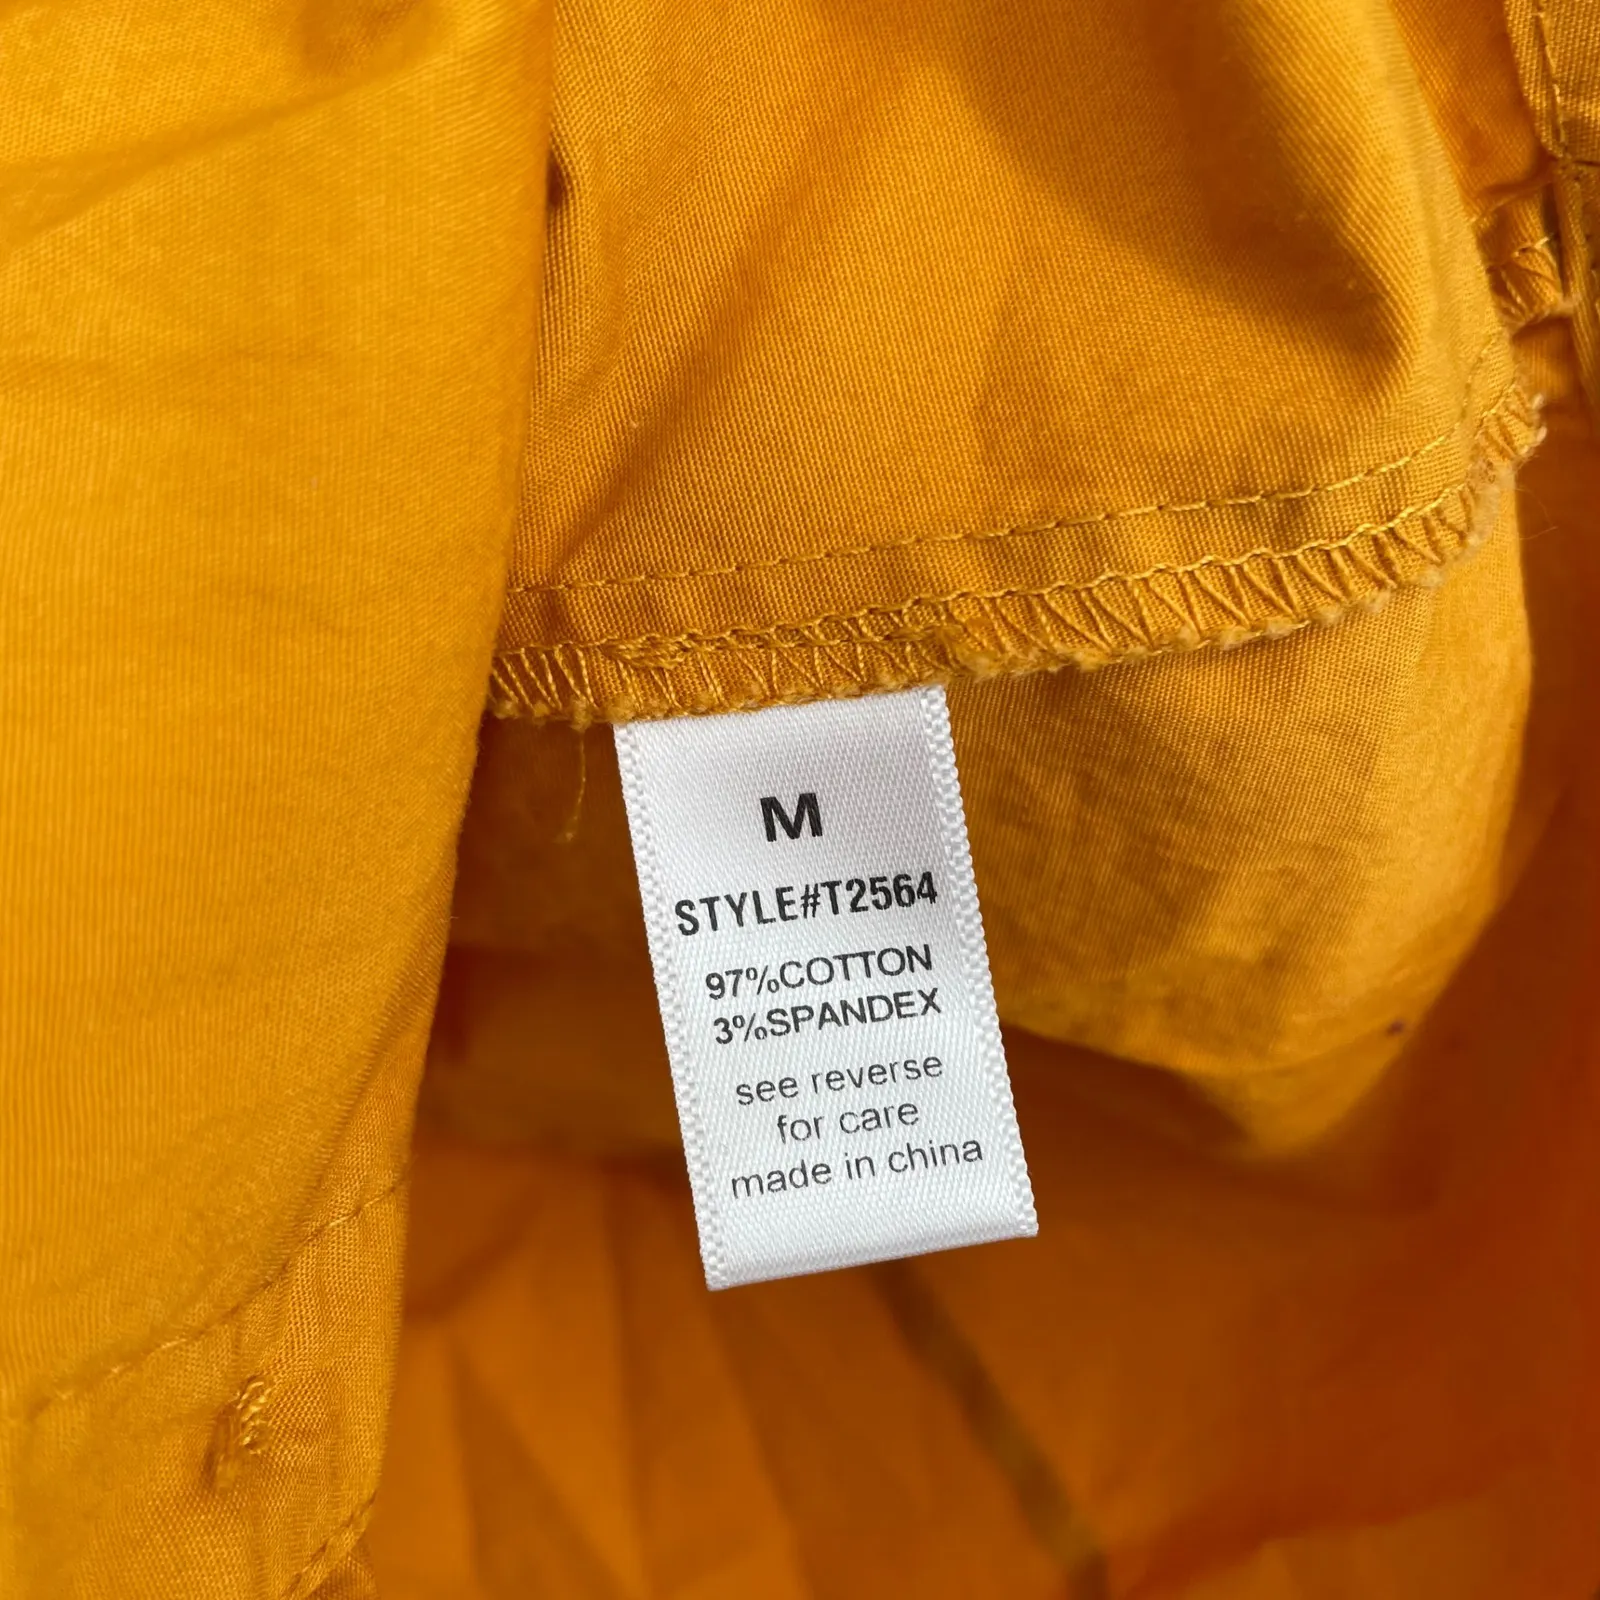 M
STYLE#T2564
97%COTTON
3%SPANDEX
see reverse
for care
made in china